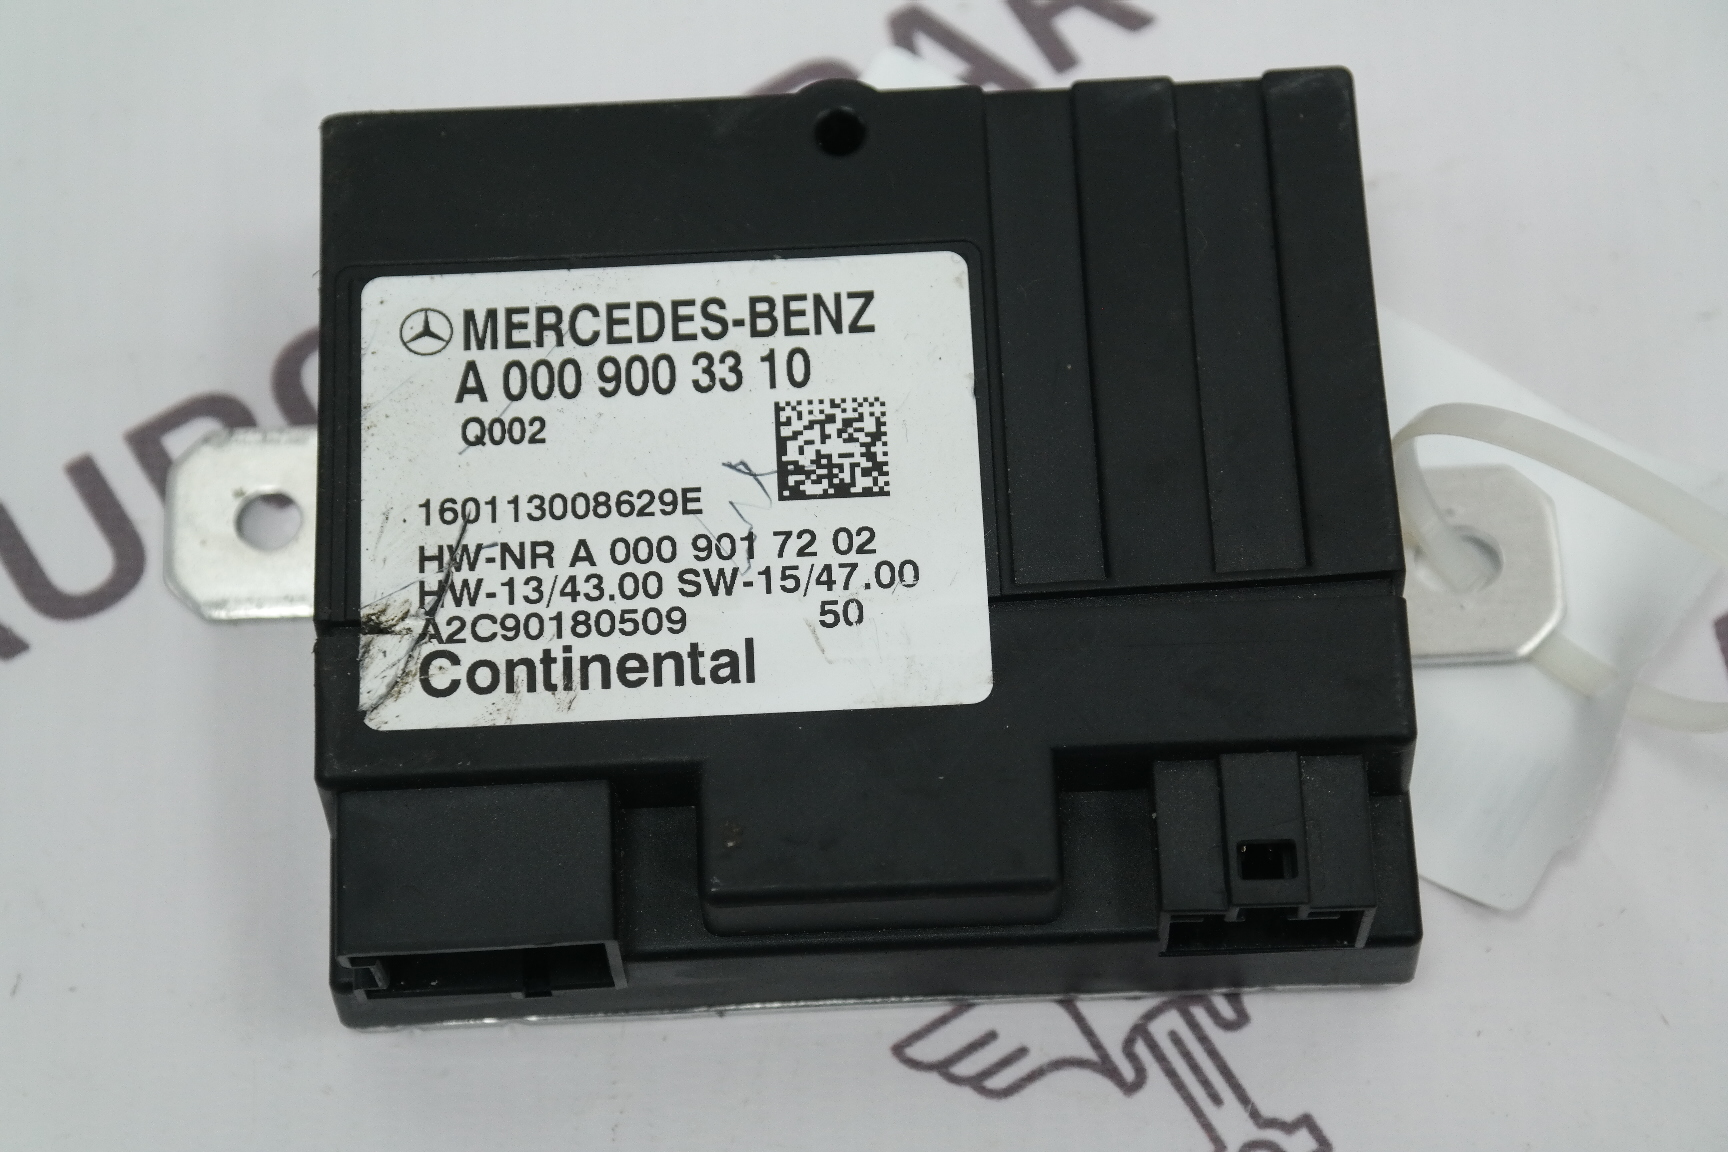 MERCEDES-BENZ
A 000 900 33 10
Q002
160113008629E
HW-NR A 000 901 72 02
HW-13/43.00 SW-15/47.00
A2C90180509 50
Continental